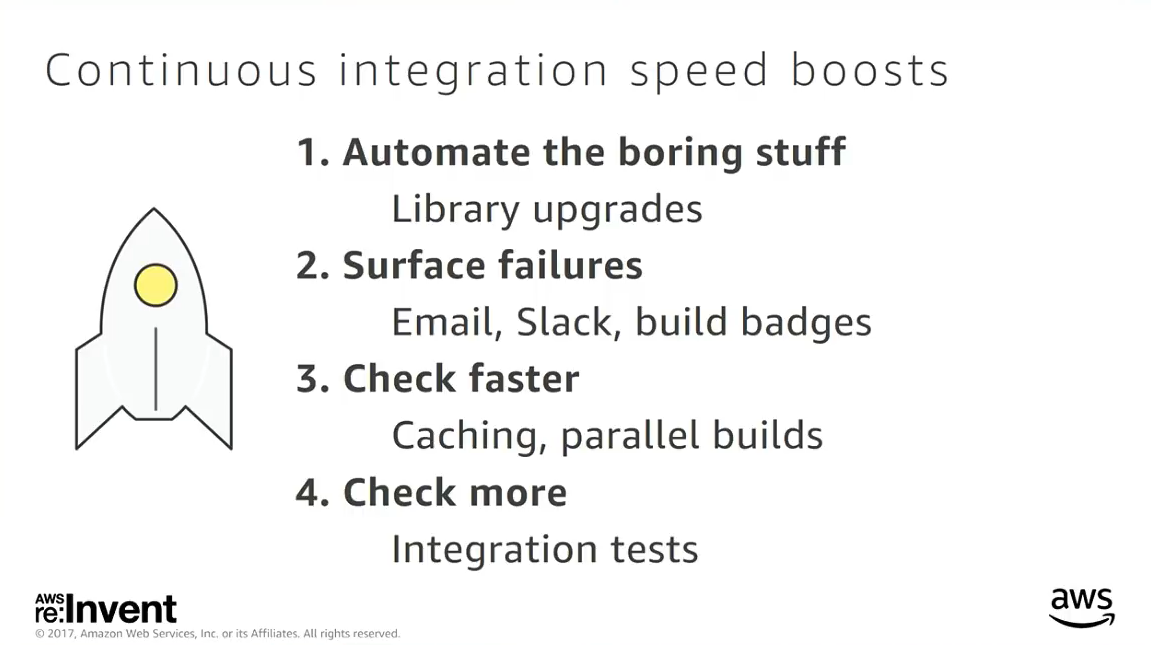 Continuous integration speed boosts
1. Automate the boring stuff
Library upgrades
2. Surface failures
Email, Slack, build badges
3. Check faster
Caching, parallel builds
4. Check more
Integration tests
AWS
re:Invent
© 2017, Amazon Web Services, Inc. or its Affiliates. All rights reserved.
aws